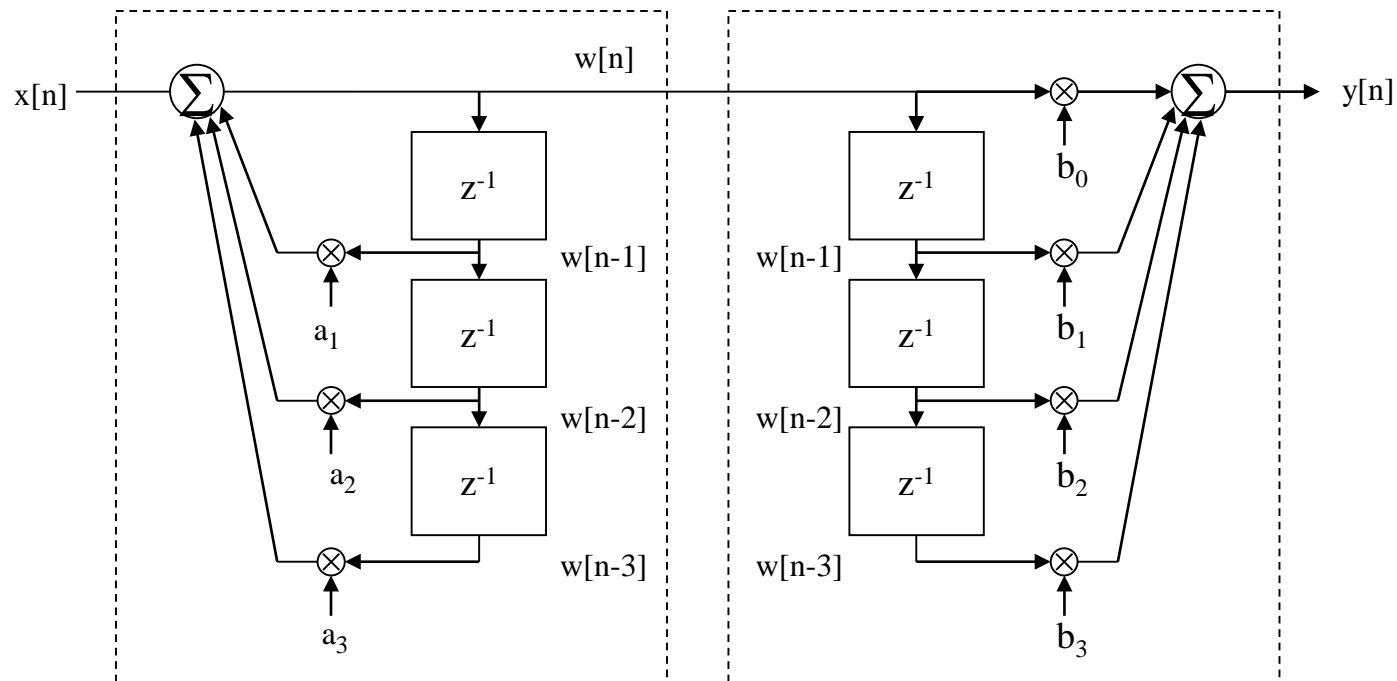 w[n]
x[n] Σ Σ y[n]
z⁻¹ z⁻¹ b₀
w[n-1] w[n-1]
a₁ z⁻¹ z⁻¹ b₁
w[n-2] w[n-2]
a₂ z⁻¹ z⁻¹ b₂
w[n-3] w[n-3]
a₃ b₃